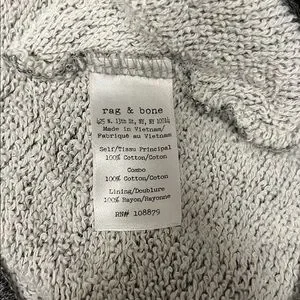 rag & bone
425 W. 13th St, NY, NY 10014
Made in Vietnam/
Fabriqué au Vietnam
Self/Tissu Principal
100% Cotton/Coton
Combo
100% Cotton/Coton
Lining/Doublure
100% Rayon/Rayonne
RN# 108879